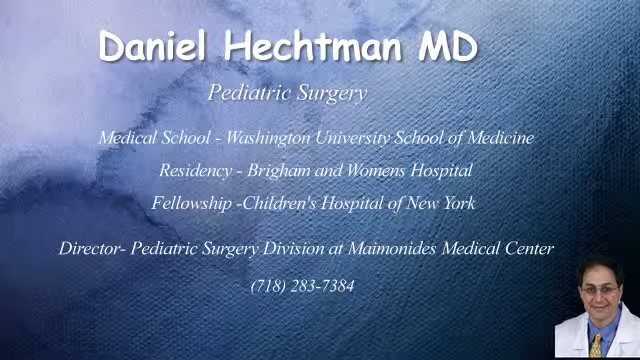 Daniel Hechtman MD
Pediatric Surgery
Medical School - Washington University School of Medicine
Residency - Brigham and Womens Hospital
Fellowship -Children's Hospital of New York
Director- Pediatric Surgery Division at Maimonides Medical Center
(718) 283-7384